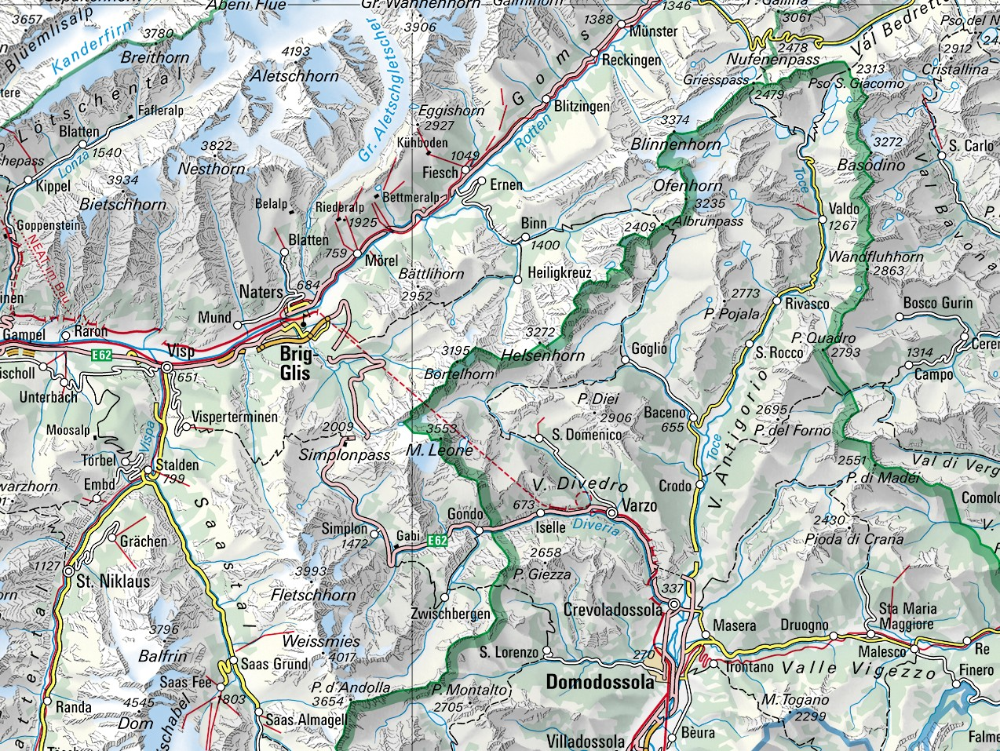 Abeni Flue
Gr. Wannenhorn
1346
3657
3061
Blüemlisalp
Kanderfirn
3780
Breithorn
4193
Aletschhorn
3906
Gr. Aletschgletscher
1388
Münster
Reckingen
Goms
Blitzingen
Rotten
2478
Nufenenpass
Val Bedretto
Griesspass
2479
Pso S. Giacomo
2313
2912
Cristallina
Lötschental
Fafleralp
Blatten
1540
Lonza
Kippel
3822
Nesthorn
3934
Bietschhorn
Eggishorn
2927
Kühboden
1049
Fiesch
Ernen
3374
Blinnenhorn
Ofenhorn
3235
Albrunpass
2409
Toce
3272
Basòdino
S. Carlo
Val Bavona
Valdo
1267
Wandfluhhorn
2863
Goppenstein
NEAT im Bau
Belalp
Riederalp
1925
Bettmeralp
Blatten
759
Mörel
Binn
1400
Heiligkreuz
Bättlihorn
2952
684
Naters
Mund
Brig-
Glis
2773
P. Pojala
Rivasco
Bosco Gurin
3272
Helsenhorn
3195
Bortelhorn
Goglio
S. Rocco
P. Quadro
2793
1314
Campo
Gampel
Raron
E62
Visp
651
Unterbäch
Visperterminen
Moosalp
Törbel
Embd
Vispa
Stalden
799
2009
Simplonpass
3553
M. Leone
P. Diei
2906
S. Domenico
Baceno
655
Toce
V. Antigorio
2695
P. del Forno
2551
P. di Madéi
Crodo
V. Divedro
673
Iselle
Varzo
Diveria
Gondo
E62
Gabi
Simplon
1472
2430
Pioda di Crana
Saastal
Grächen
1127
St. Niklaus
3993
Fletschhorn
2658
P. Giezza
Zwischbergen
337
Crevoladossola
Masera
Druogno
Sta Maria
Maggiore
Malesco
Re
Finero
3796
Balfrin
Weissmies
4017
Saas Grund
Saas Fee
1803
S. Lorenzo
270
Domodossola
Trontano
Valle Vigezzo
Randa
4545
Dom
Saas Almagell
P. d'Andolla
3654
P. Montalto
2705
M. Togano
2299
Villadossola
Bèura